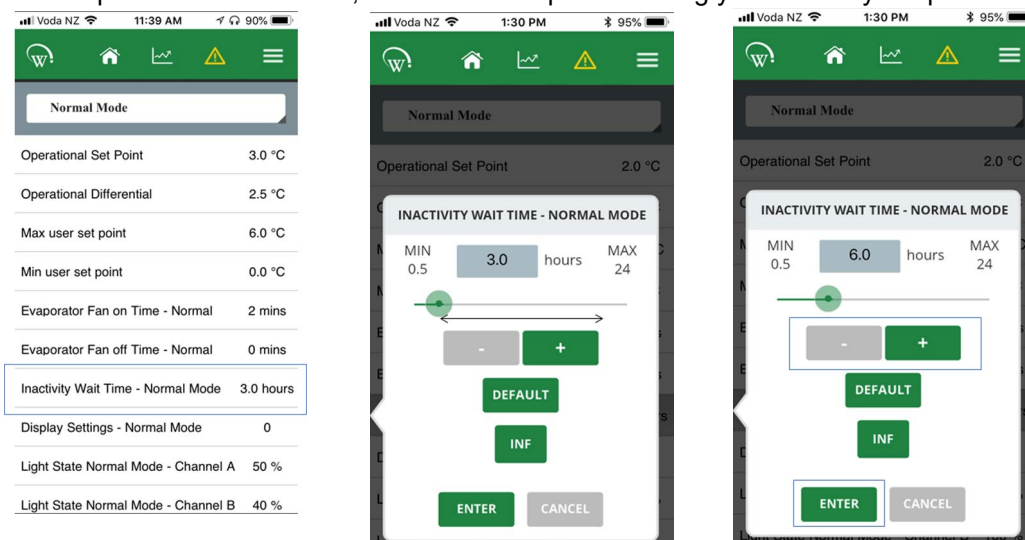 Voda NZ 11:39 AM 90%
W
Normal Mode
Operational Set Point 3.0 °C
Operational Differential 2.5 °C
Max user set point 6.0 °C
Min user set point 0.0 °C
Evaporator Fan on Time - Normal 2 mins
Evaporator Fan off Time - Normal 0 mins
Inactivity Wait Time - Normal Mode 3.0 hours
Display Settings - Normal Mode 0
Light State Normal Mode - Channel A 50 %
Light State Normal Mode - Channel B 40 %
Voda NZ 1:30 PM 95%
W
Normal Mode
Operational Set Point 2.0 °C
INACTIVITY WAIT TIME - NORMAL MODE
MIN MAX
3.0 hours
0.5 24
- +
DEFAULT
INF
ENTER CANCEL
Voda NZ 1:30 PM 95%
W
Normal Mode
Operational Set Point 2.0 °C
INACTIVITY WAIT TIME - NORMAL MODE
MIN MAX
6.0 hours
0.5 24
- +
DEFAULT
INF
ENTER CANCEL